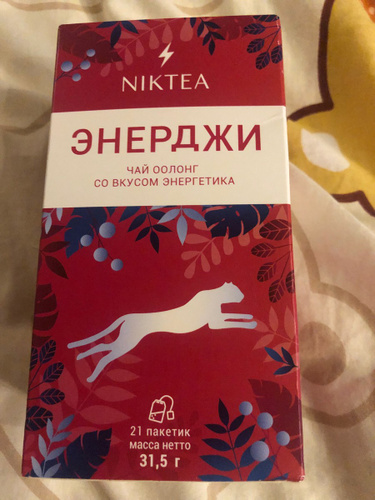 NIKTEA
ЭНЕРДЖИ
ЧАЙ ООЛОНГ
СО ВКУСОМ ЭНЕРГЕТИКА
21 пакетик
масса нетто
31,5 г